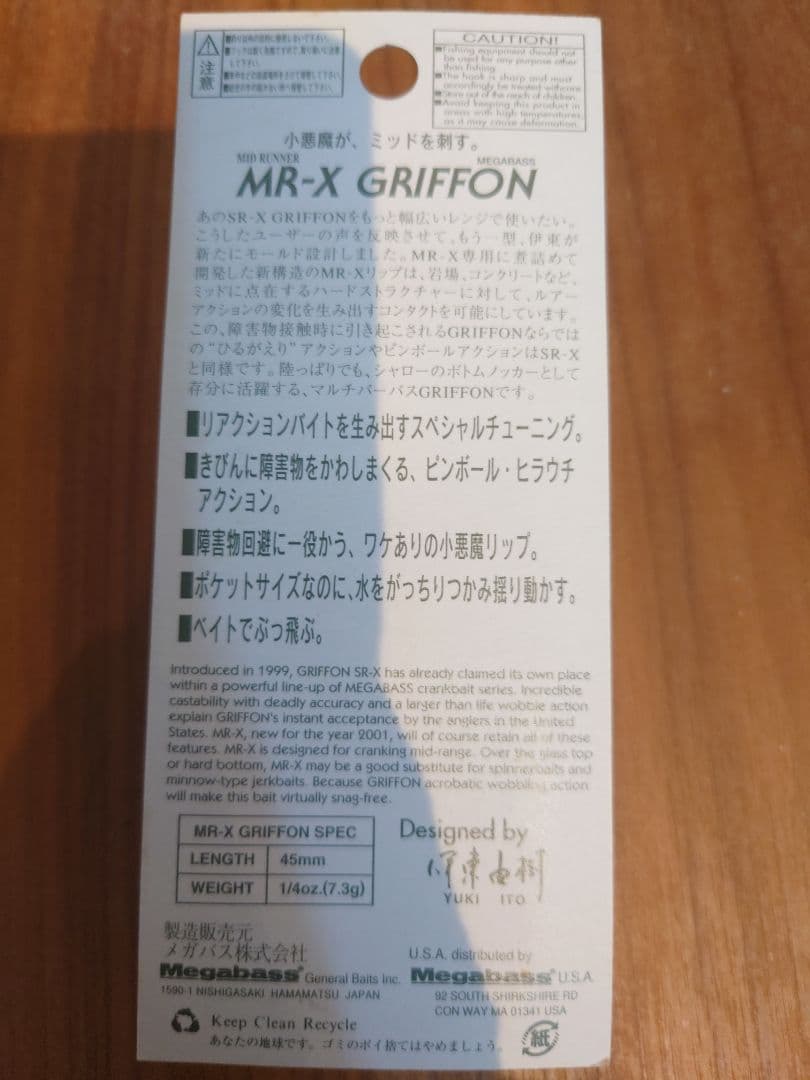 注意
CAUTION!
Fishing equipment should not
be used for any purpose other
than fishing.
The hook is sharp and must
accordingly be treated withcare
Store out of the reach of children.
Avoid keeping this product in
areas with high temperatures,
as it may cause deformation.
小悪魔が、ミッドを刺す。
MID RUNNER
MEGABASS
MR-X GRIFFON
あのSR-X GRIFFONをもっと幅広いレンジで使いたい。
こうしたユーザーの声を反映させて、もう一型、伊東が
新たにモールド設計しました。MR-X専用に煮詰めて
開発した新構造のMR-Xリップは、岩場、コンクリートなど、
ミッドに点在するハードストラクチャーに対して、ルアー
アクションの変化を生み出すコンタクトを可能にしています。
この、障害物接触時に引き起こされるGRIFFONならでは
の“ひるがえり”アクションやピンボールアクションはSR-X
と同様です。陸っぱりでも、シャローのボトムノッカーとして
存分に活躍する、マルチパーパスGRIFFONです。
■リアクションバイトを生み出すスペシャルチューニング。
■きびんに障害物をかわしまくる、ピンボール・ヒラウチ
アクション。
■障害物回避に一役かう、ワケありの小悪魔リップ。
■ポケットサイズなのに、水をがっちりつかみ揺り動かす。
■ベイトでぶっ飛ぶ。
Introduced in 1999, GRIFFON SR-X has already claimed its own place
within a powerful line-up of MEGABASS crankbait series. Incredible
castability with deadly accuracy and a larger than life wobble action
explain GRIFFON's instant acceptance by the anglers in the United
States. MR-X, new for the year 2001, will of course retain all of these
features. MR-X is designed for cranking mid-range. Over the glass top
or hard bottom, MR-X may be a good substitute for spinnerbaits and
minnow-type jerkbaits. Because GRIFFON acrobatic wobbling action
will make this bait virtually snag-free.
MR-X GRIFFON SPEC
LENGTH 45mm
WEIGHT 1/4oz.(7.3g)
Designed by
伊東由樹
YUKI ITO
製造販売元
メガバス株式会社
Megabass General Baits Inc.
1590-1 NISHIGASAKI HAMAMATSU JAPAN
U.S.A. distributed by
Megabass U.S.A.
92 SOUTH SHIRKSHIRE RD
CON WAY MA 01341 USA
Keep Clean Recycle
あなたの地球です。ゴミのポイ捨てはやめましょう。
紙